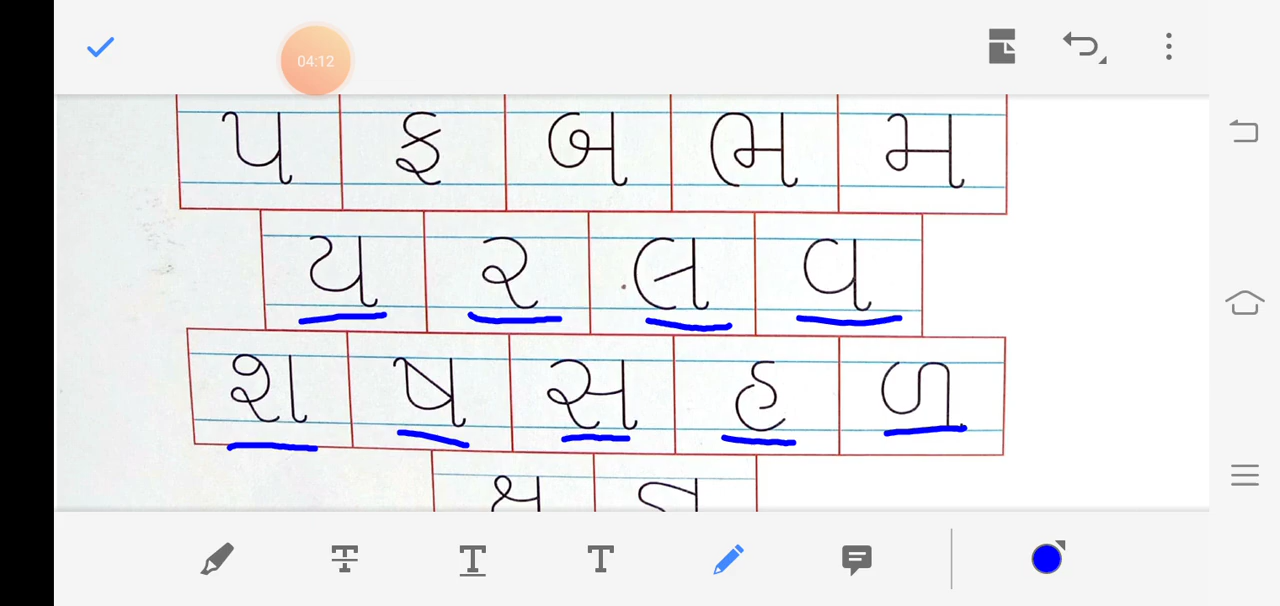 04:12
પ ફ બ ભ મ
ય ર લ વ
શ ષ સ હ ળ
ક્ષ જ્ઞ